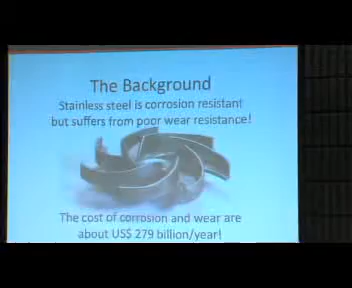 The Background
Stainless steel is corrosion resistant
but suffers from poor wear resistance!
The cost of corrosion and wear are
about US$ 279 billion/year!